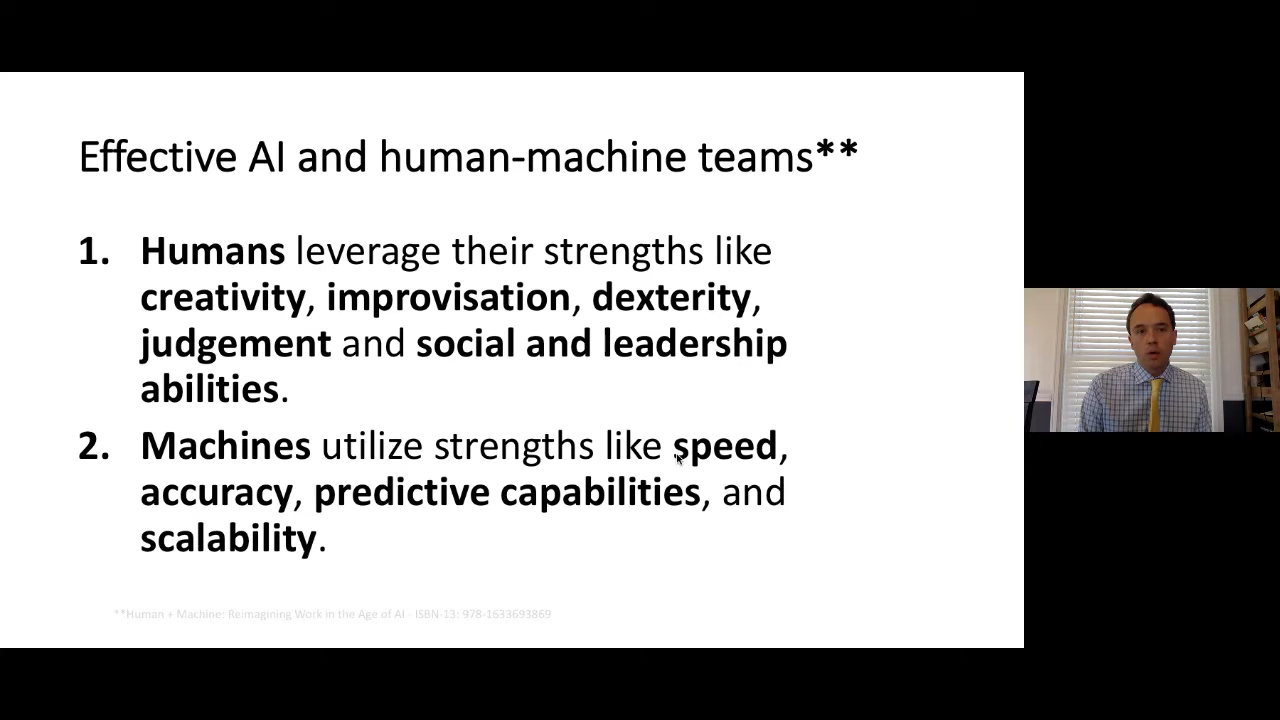 Effective AI and human-machine teams**
1. Humans leverage their strengths like
creativity, improvisation, dexterity,
judgement and social and leadership
abilities.
2. Machines utilize strengths like speed,
accuracy, predictive capabilities, and
scalability.
**Human + Machine: Reimagining Work in the Age of AI - ISBN-13: 978-1633693869